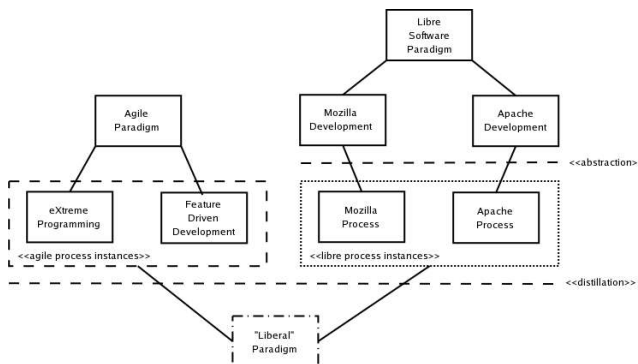 Libre
Software
Paradigm
Agile
Paradigm
Mozilla
Development
Apache
Development
<<abstraction>
eXtreme
Programming
Feature
Driven
Development
Mozilla
Process
Apache
Process
<<agile process instances>>
<<libre process instances>>
<<distillation>>
"Liberal"
Paradigm